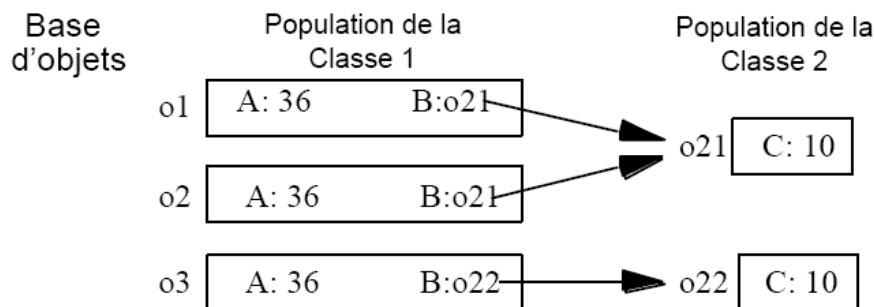 Base
d'objets
Population de la
Classe 1
Population de la
Classe 2
o1 A: 36 B:o21
o21 C: 10
o2 A: 36 B:o21
o3 A: 36 B:o22 o22 C: 10